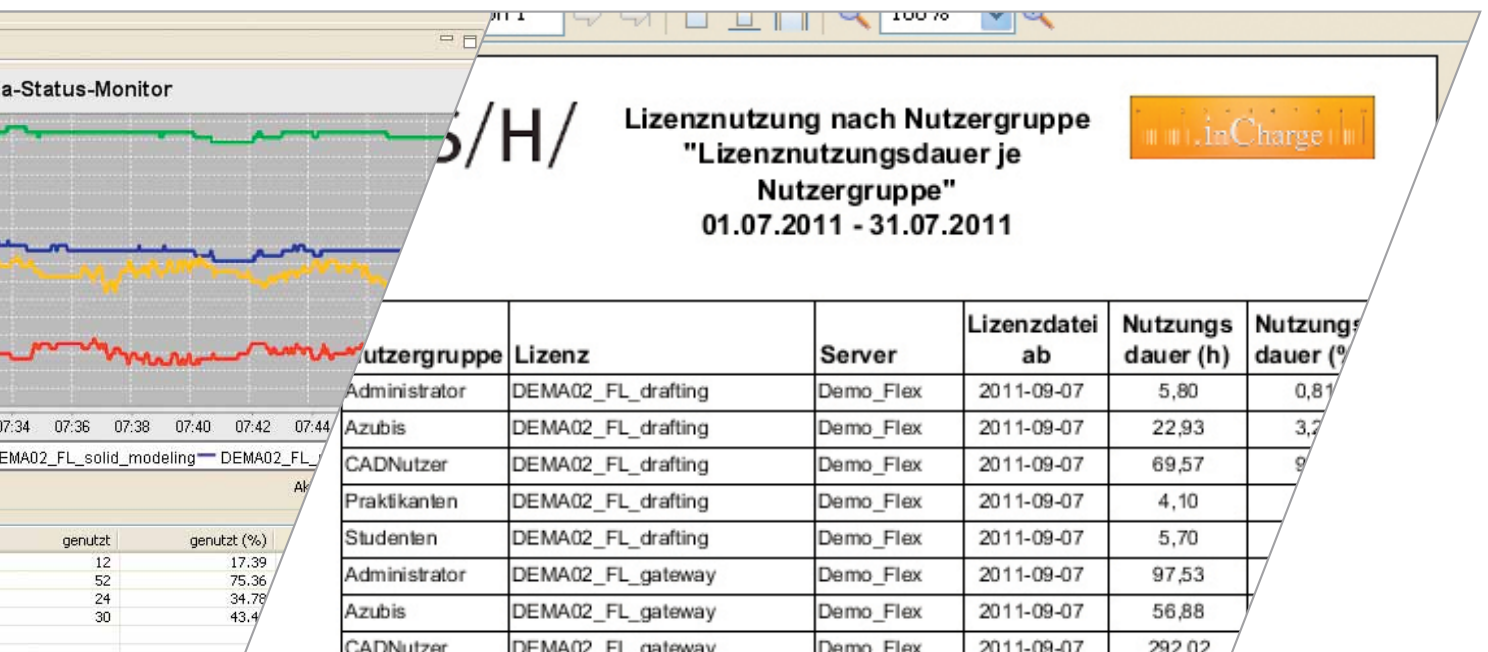 100 %
a-Status-Monitor
S/H/
Lizenznutzung nach Nutzergruppe
"Lizenznutzungsdauer je
Nutzergruppe"
01.07.2011 - 31.07.2011
inCharge
07:34 07:36 07:38 07:40 07:42 07:44
EMA02_FL_solid_modeling DEMA02_FL_
Ak
genutzt genutzt (%)
12 17.39
52 75.36
24 34.78
30 43.4
utzergruppe Lizenz Server Lizenzdatei ab Nutzungs dauer (h) Nutzungs dauer (%
Administrator DEMA02_FL_drafting Demo_Flex 2011-09-07 5,80 0,81
Azubis DEMA02_FL_drafting Demo_Flex 2011-09-07 22,93 3,2
CADNutzer DEMA02_FL_drafting Demo_Flex 2011-09-07 69,57 9
Praktikanten DEMA02_FL_drafting Demo_Flex 2011-09-07 4,10
Studenten DEMA02_FL_drafting Demo_Flex 2011-09-07 5,70
Administrator DEMA02_FL_gateway Demo_Flex 2011-09-07 97,53
Azubis DEMA02_FL_gateway Demo_Flex 2011-09-07 56,88
CADNutzer DEMA02_FL_gateway Demo_Flex 2011-09-07 292,02